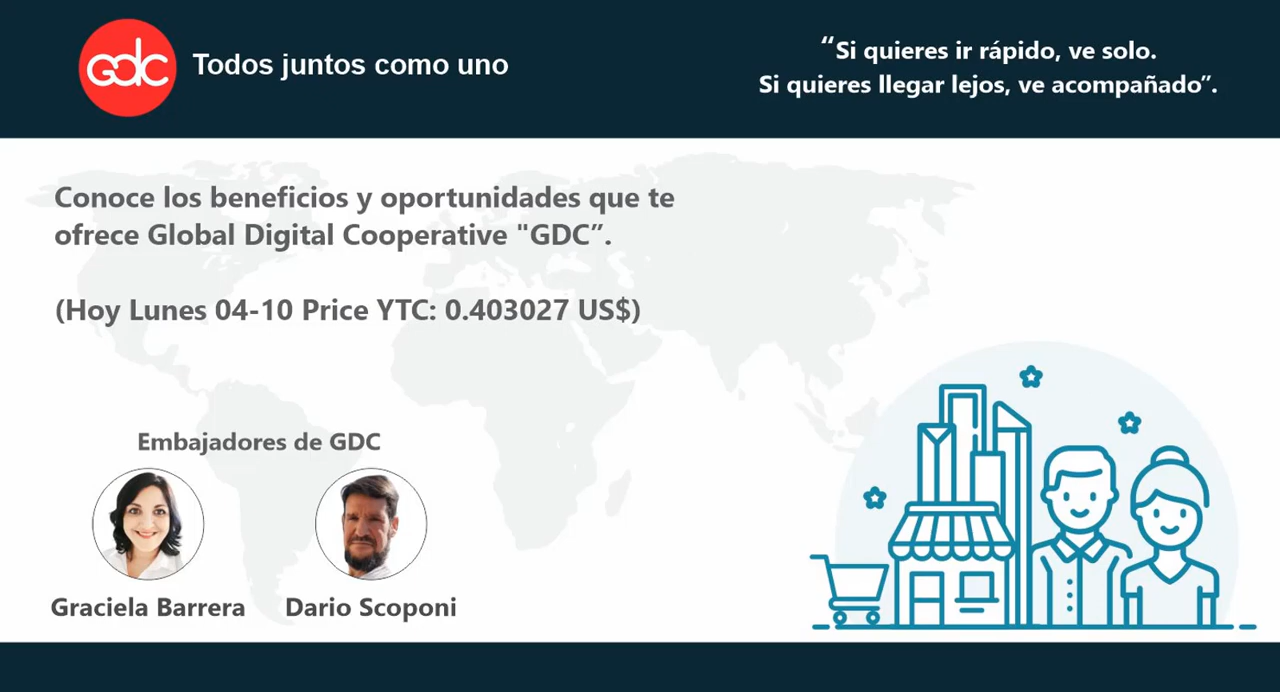 GDC
Todos juntos como uno
“Si quieres ir rápido, ve solo.
Si quieres llegar lejos, ve acompañado”.
Conoce los beneficios y oportunidades que te
ofrece Global Digital Cooperative "GDC”.
(Hoy Lunes 04-10 Price YTC: 0.403027 US$)
Embajadores de GDC
Graciela Barrera
Dario Scoponi